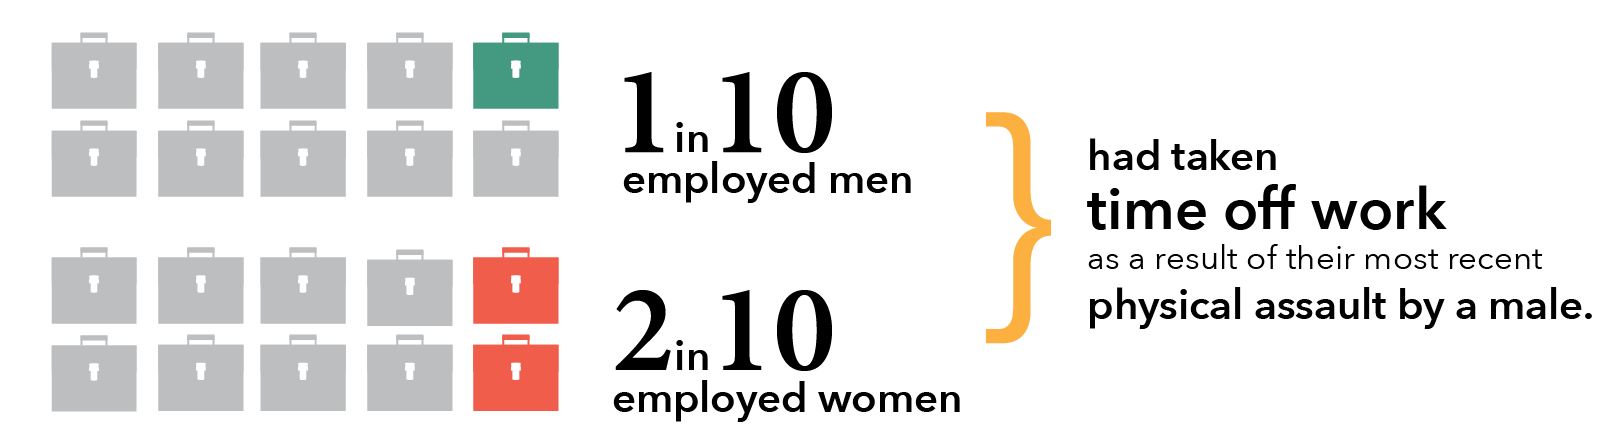 1 in 10
employed men
2 in 10
employed women
had taken
time off work
as a result of their most recent
physical assault by a male.